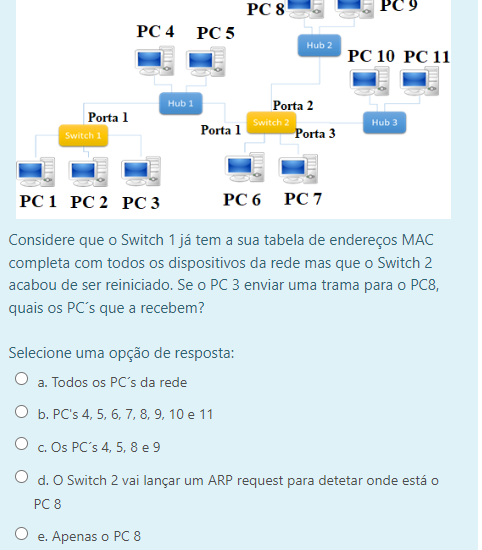 PC 8
PC 9
PC 4
PC 5
Hub 2
PC 10
PC 11
Hub 1
Porta 1
Porta 2
Switch 1
Porta 1
Switch 2
Porta 3
Hub 3
PC 1
PC 2
PC 3
PC 6
PC 7
Considere que o Switch 1 já tem a sua tabela de endereços MAC
completa com todos os dispositivos da rede mas que o Switch 2
acabou de ser reiniciado. Se o PC 3 enviar uma trama para o PC8,
quais os PC´s que a recebem?
Selecione uma opção de resposta:
a. Todos os PC´s da rede
b. PC's 4, 5, 6, 7, 8, 9, 10 e 11
c. Os PC´s 4, 5, 8 e 9
d. O Switch 2 vai lançar um ARP request para detetar onde está o
PC 8
e. Apenas o PC 8